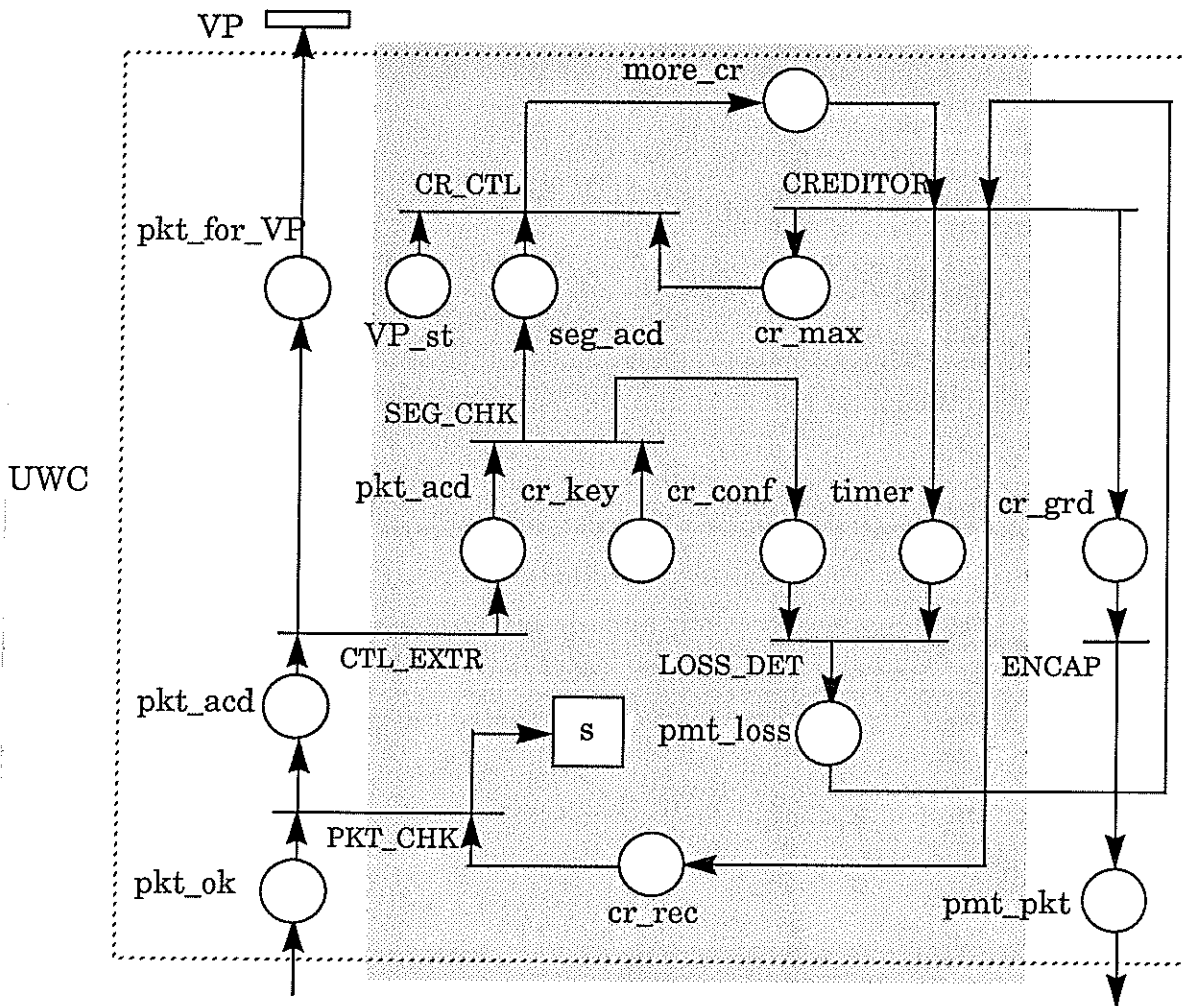 VP
more_cr
CR_CTL
CREDITOR
pkt_for_VP
VP_st
seg_acd
cr_max
SEG_CHK
UWC
pkt_acd
cr_key
cr_conf
timer
cr_grd
CTL_EXTR
LOSS_DET
ENCAP
pkt_acd
s
pmt_loss
PKT_CHK
pkt_ok
cr_rec
pmt_pkt